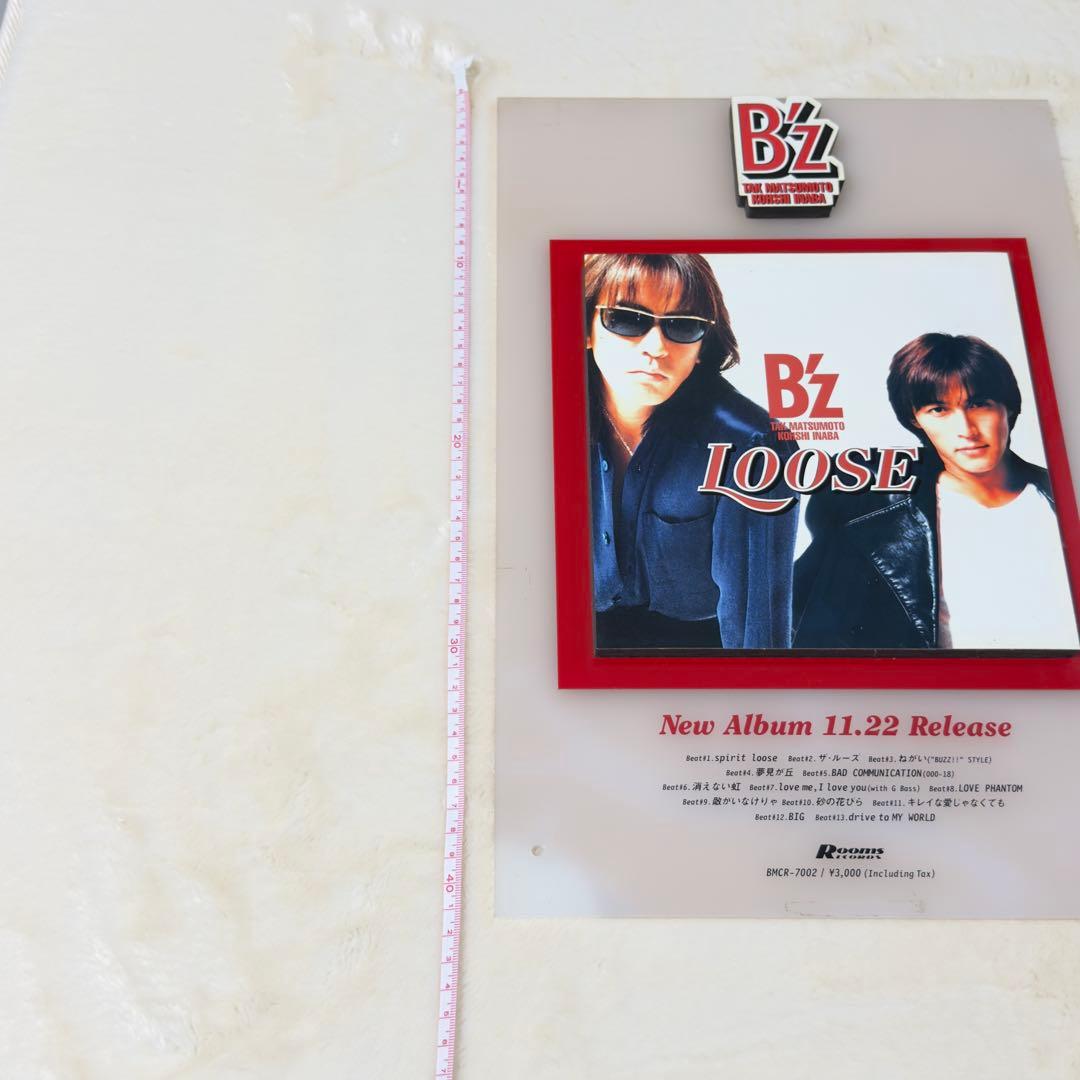 B'z
TAK MATSUMOTO
KOHSHI INABA
B'z
TAK MATSUMOTO
KOHSHI INABA
LOOSE
New Album 11.22 Release
Beat#1.spirit loose Beat#2.ザ・ルーズ Beat#3.ねがい("BUZZ!!" STYLE)
Beat#4.夢見が丘 Beat#5.BAD COMMUNICATION(000-18)
Beat#6.消えない虹 Beat#7.love me, I love you(with G Bass) Beat#8.LOVE PHANTOM
Beat#9.敵がいなけりゃ Beat#10.砂の花びら Beat#11.キレイな愛じゃなくても
Beat#12.BIG Beat#13.drive to MY WORLD
Rooms
RECORDS
BMCR-7002 / ¥3,000 (Including Tax)
10
20
30
40